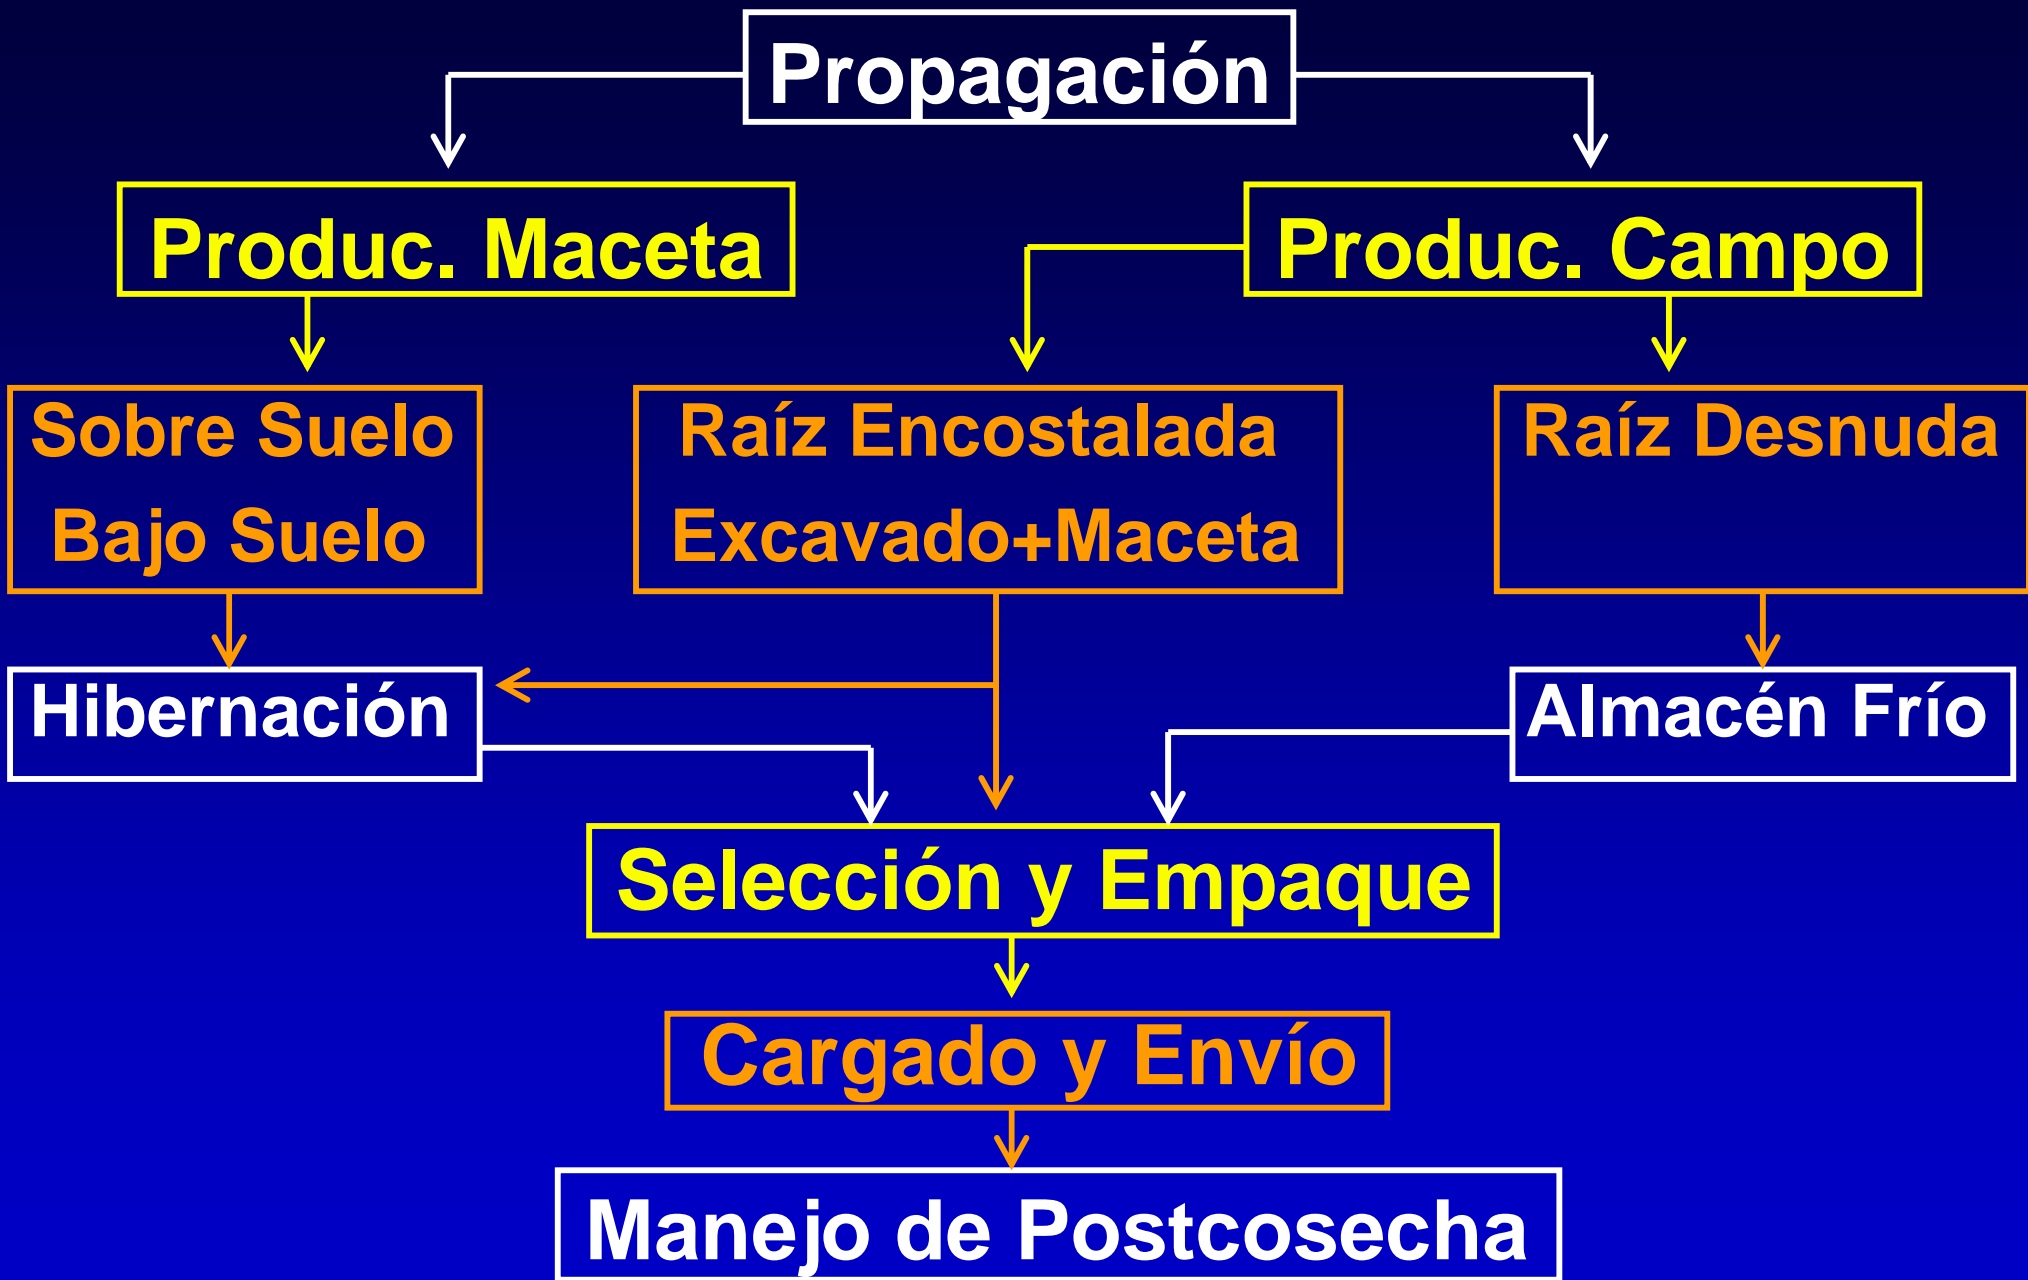 Propagación
Produc. Maceta
Produc. Campo
Sobre Suelo
Bajo Suelo
Raíz Encostalada
Excavado+Maceta
Raíz Desnuda
Hibernación
Almacén Frío
Selección y Empaque
Cargado y Envío
Manejo de Postcosecha